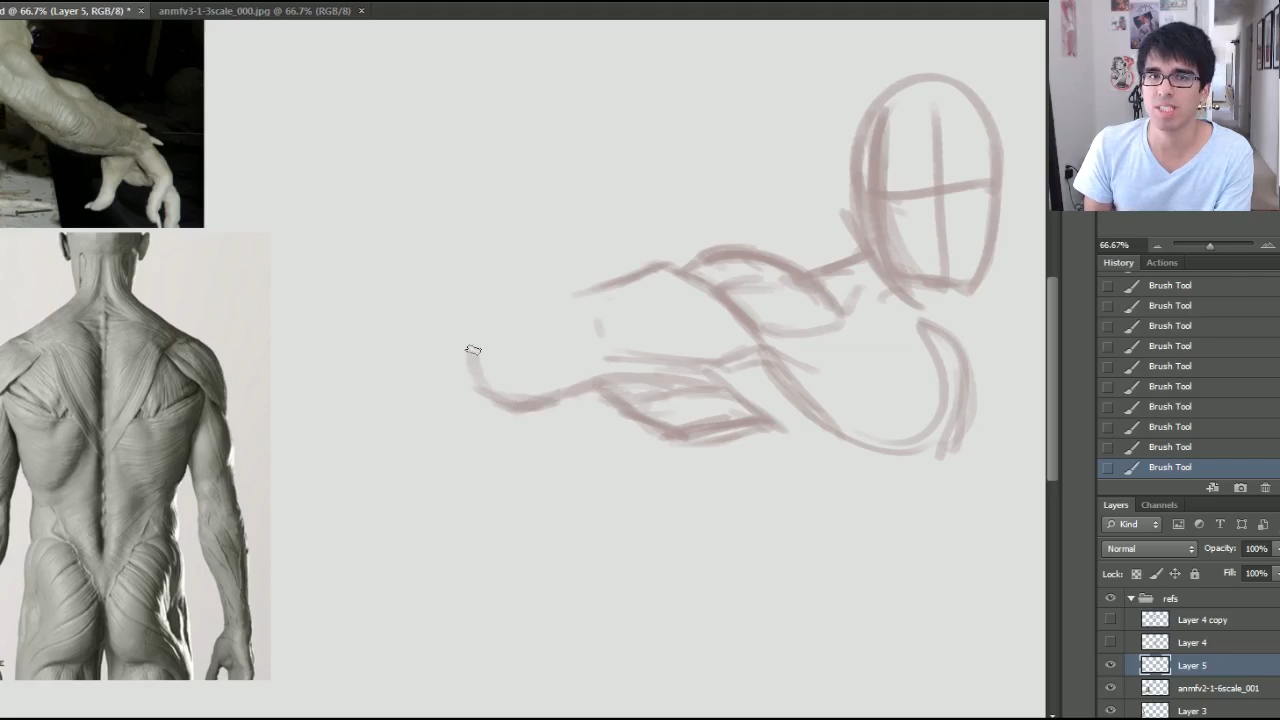 d @ 66.7% (Layer 5, RGB/8) * ×
anmfv3-1-3scale_000.jpg @ 66.7% (RGB/8) ×
66.67%
History Actions
Brush Tool
Brush Tool
Brush Tool
Brush Tool
Brush Tool
Brush Tool
Brush Tool
Brush Tool
Brush Tool
Brush Tool
Layers Channels
Kind
Normal Opacity: 100%
Lock: Fill: 100%
refs
Layer 4 copy
Layer 4
Layer 5
anmfv2-1-6scale_001
Layer 3